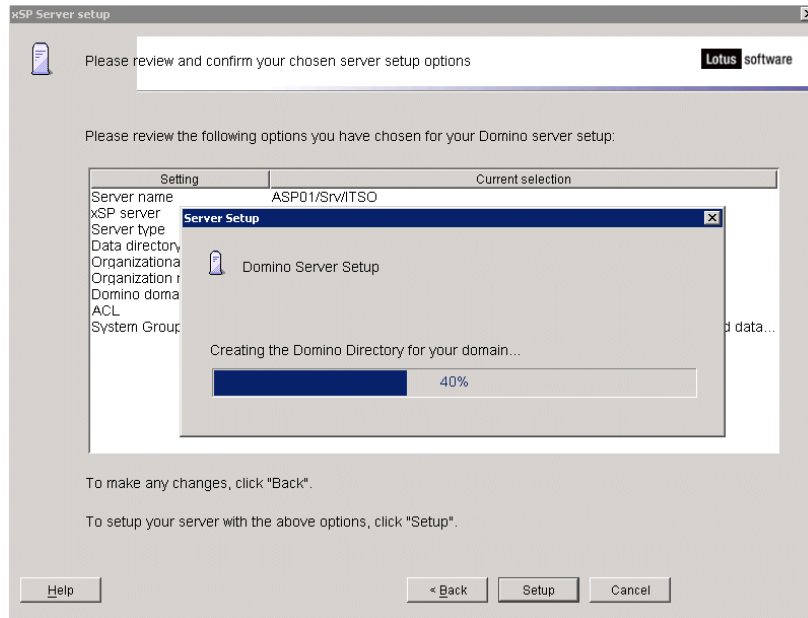 xSP Server setup
Please review and confirm your chosen server setup options
Lotus software
Please review the following options you have chosen for your Domino server setup:
Setting Current selection
Server name ASP01/Srv/ITSO
xSP server
Server Setup
Server type
Data directory
Domino Server Setup
Organizationa
Organization
Domino doma
ACL
System Group
d data...
Creating the Domino Directory for your domain...
40%
To make any changes, click "Back".
To setup your server with the above options, click "Setup".
Help
< Back
Setup
Cancel